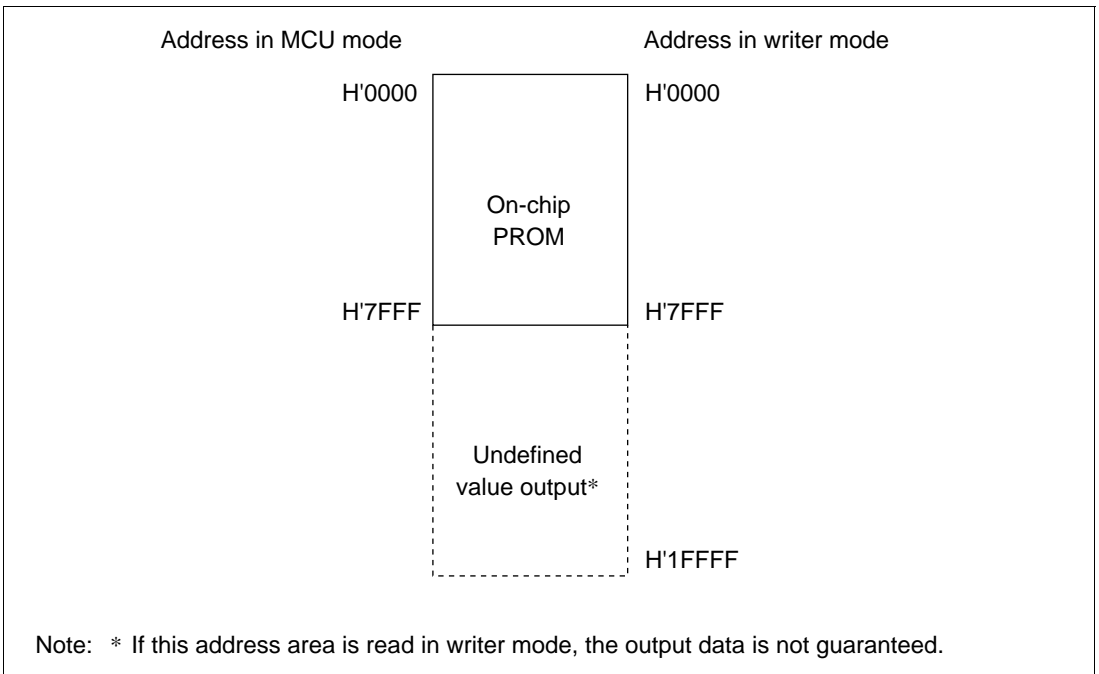 Address in MCU mode Address in writer mode
H'0000 H'0000
On-chip
PROM
H'7FFF H'7FFF
Undefined
value output*
H'1FFFF
Note: * If this address area is read in writer mode, the output data is not guaranteed.